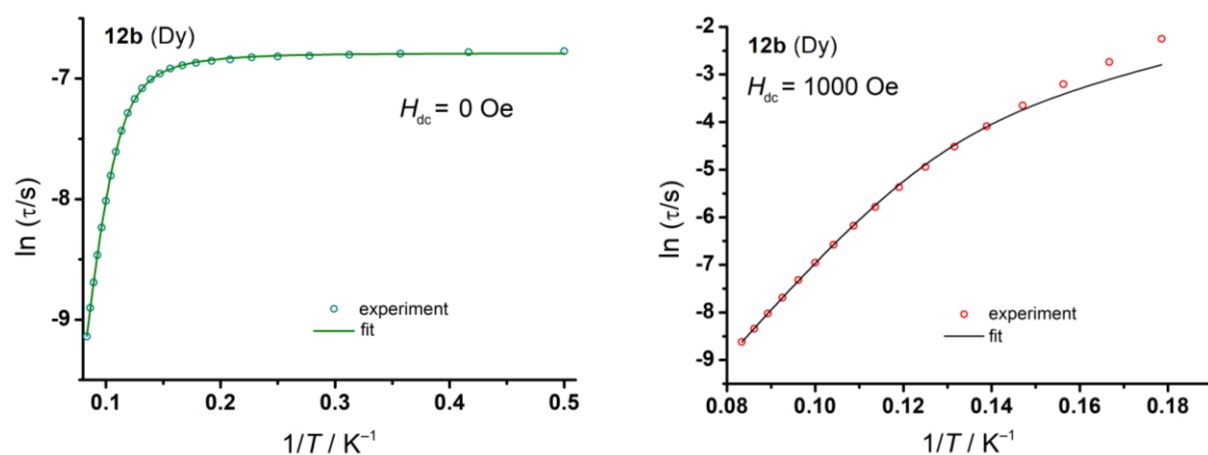 12b (Dy)
H_dc = 0 Oe
-7
-8
-9
ln (τ/s)
experiment
fit
0.1 0.2 0.3 0.4 0.5
1/T / K⁻¹
12b (Dy)
H_dc = 1000 Oe
-2
-3
-4
-5
-6
-7
-8
-9
ln (τ/s)
experiment
fit
0.08 0.10 0.12 0.14 0.16 0.18
1/T / K⁻¹